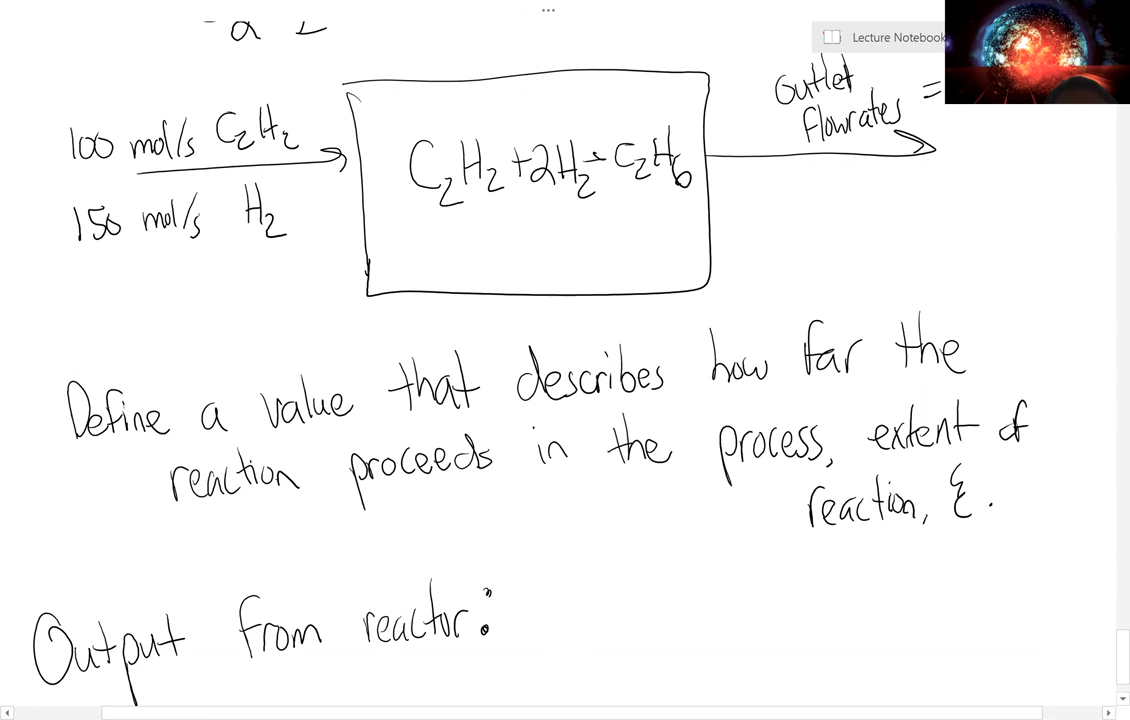 Lecture Notebook
Outlet
flowrates =
100 mol/s C₂H₂
150 mol/s H₂
C₂H₂ + 2H₂ = C₂H₆
Define a value that describes how far the
reaction proceeds in the process, extent of
reaction, ξ.
Output from reactor: